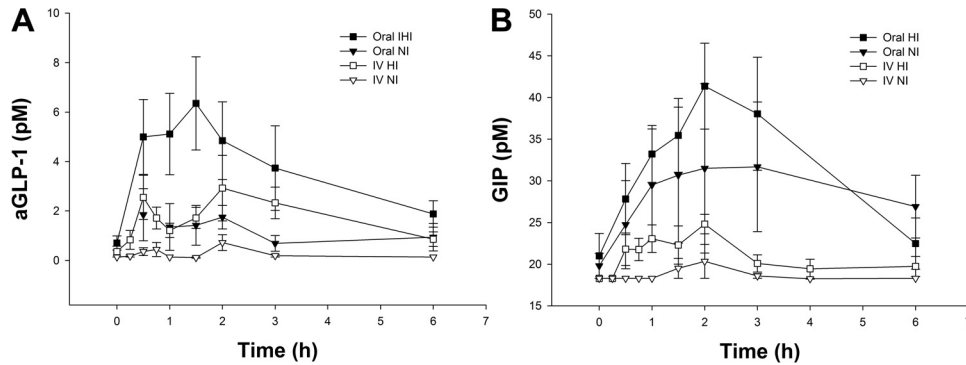 A
Oral IHI
Oral NI
IV HI
IV NI
aGLP-1 (pM)
10
8
6
4
2
0
0 1 2 3 4 5 6 7
Time (h)
B
Oral HI
Oral NI
IV HI
IV NI
GIP (pM)
50
45
40
35
30
25
20
15
0 1 2 3 4 5 6 7
Time (h)